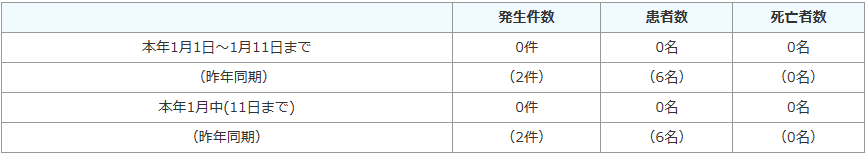 発生件数 患者数 死亡者数
本年1月1日～1月11日まで 0件 0名 0名
（昨年同期） （2件） （6名） （0名）
本年1月中(11日まで) 0件 0名 0名
（昨年同期） （2件） （6名） （0名）